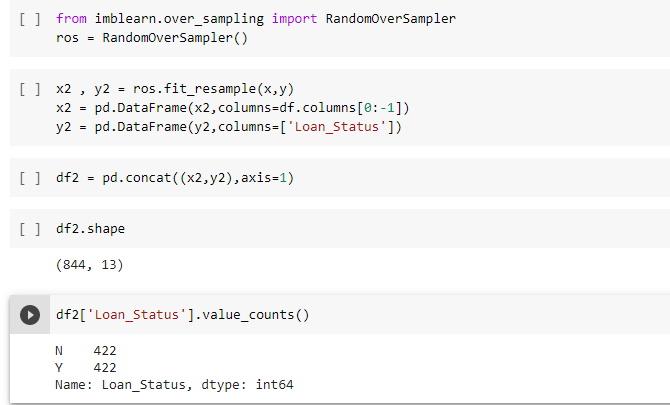 [ ] from imblearn.over_sampling import RandomOverSampler
ros = RandomOverSampler()
[ ] x2 , y2 = ros.fit_resample(x,y)
x2 = pd.DataFrame(x2,columns=df.columns[0:-1])
y2 = pd.DataFrame(y2,columns=['Loan_Status'])
[ ] df2 = pd.concat((x2,y2),axis=1)
[ ] df2.shape
(844, 13)
df2['Loan_Status'].value_counts()
N    422
Y    422
Name: Loan_Status, dtype: int64